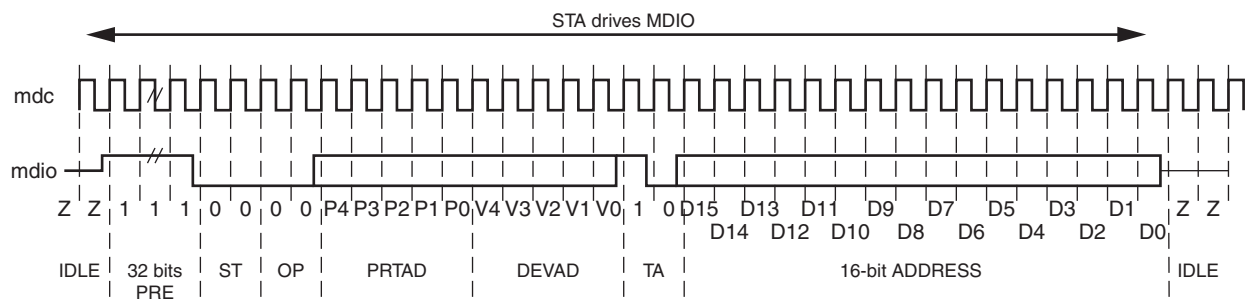 STA drives MDIO
mdc
mdio
Z Z 1 1 1 0 0 0 0 P4 P3 P2 P1 P0 V4 V3 V2 V1 V0 1 0 D15 D13 D11 D9 D7 D5 D3 D1 Z Z
D14 D12 D10 D8 D6 D4 D2 D0
IDLE 32 bits ST OP PRTAD DEVAD TA 16-bit ADDRESS IDLE
PRE